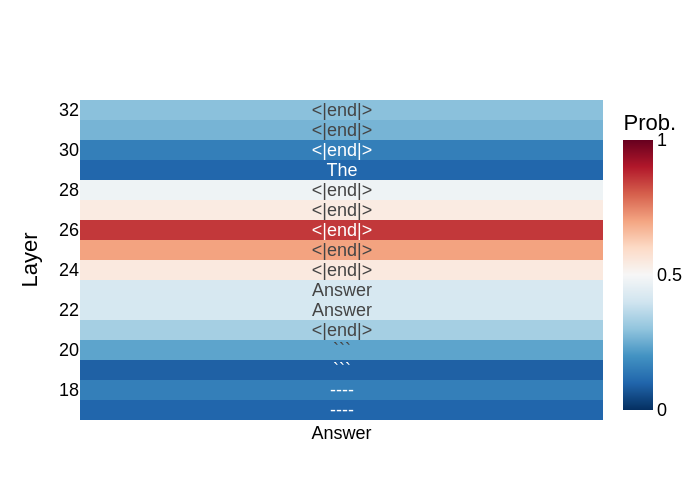 Prob.
32 <|end|> 1
<|end|>
30 <|end|>
The
28 <|end|>
<|end|>
26 <|end|>
<|end|>
24 <|end|> 0.5
Answer
22 Answer
<|end|>
20 ```
```
18 ----
---- 0
Layer
Answer